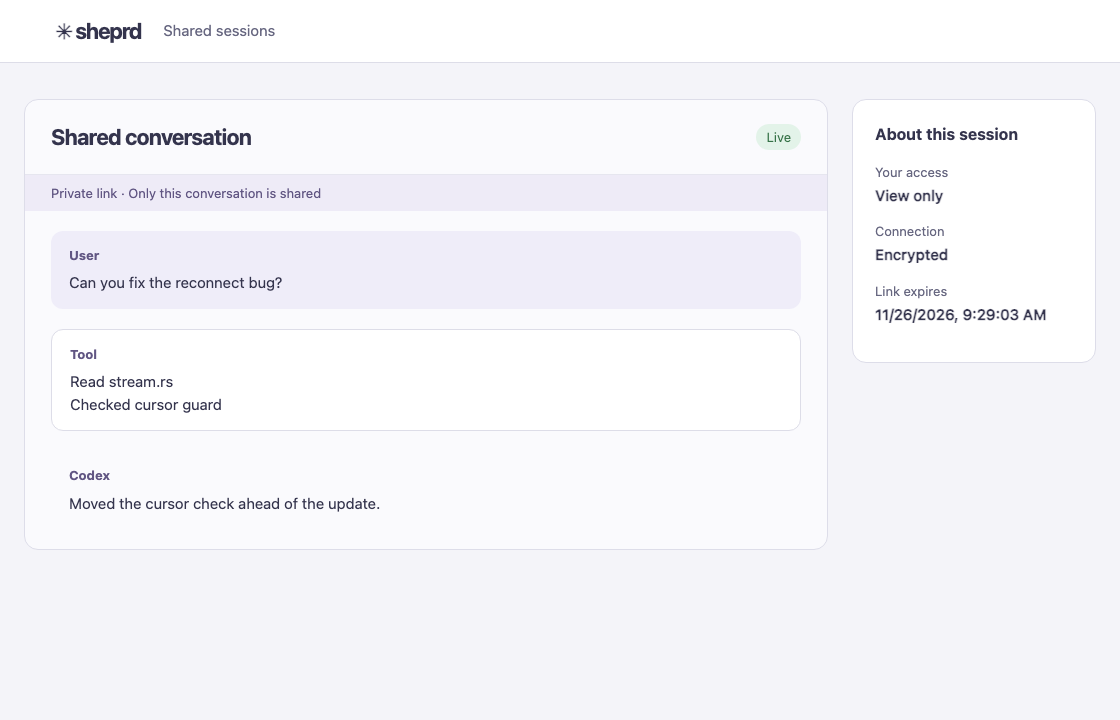 sheprd
Shared sessions
Shared conversation
Live
Private link · Only this conversation is shared
User
Can you fix the reconnect bug?
Tool
Read stream.rs
Checked cursor guard
Codex
Moved the cursor check ahead of the update.
About this session
Your access
View only
Connection
Encrypted
Link expires
11/26/2026, 9:29:03 AM